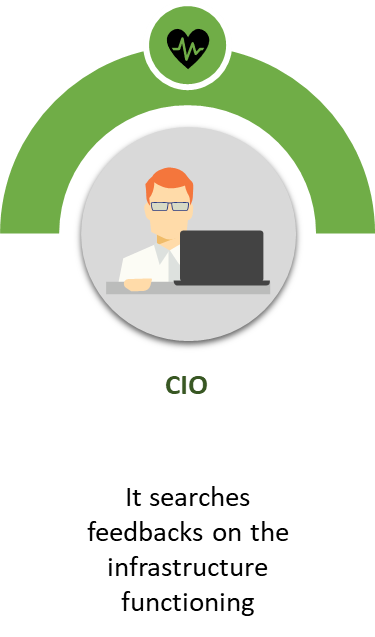 CIO
It searches
feedbacks on the
infrastructure
functioning